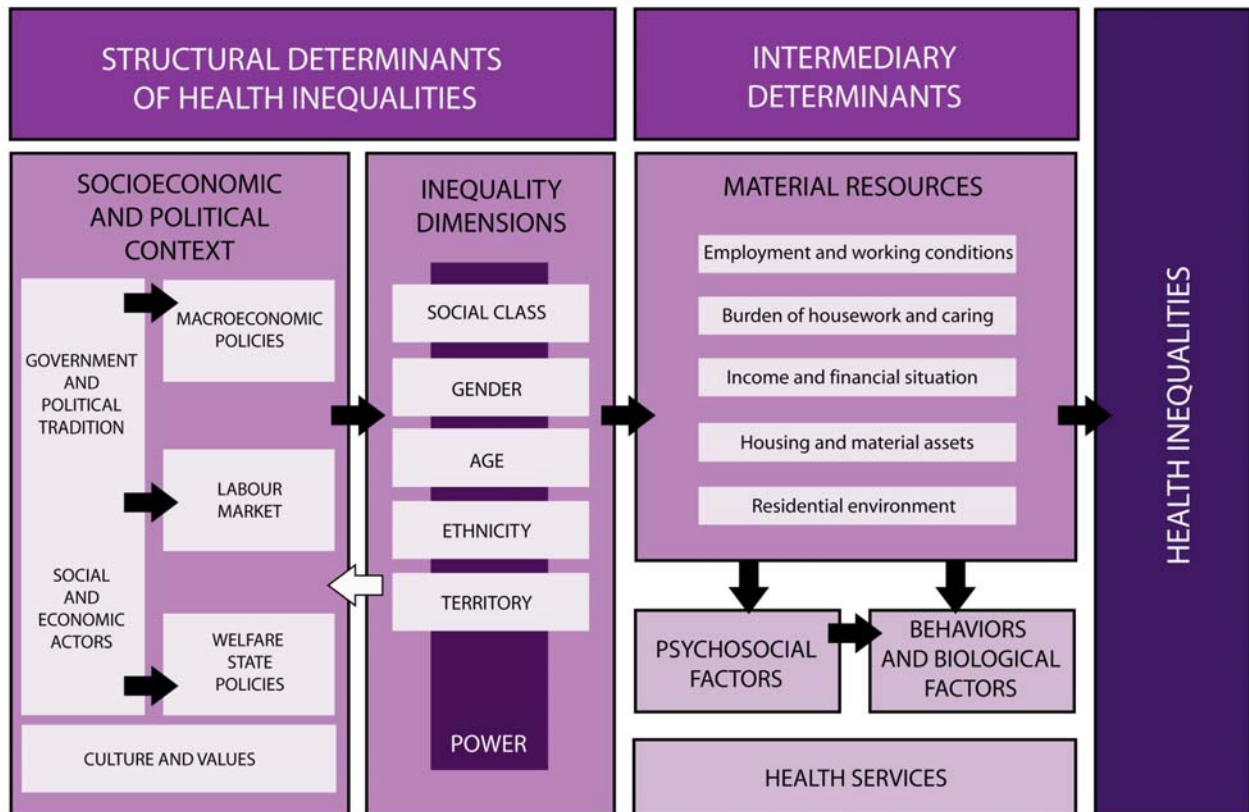 STRUCTURAL DETERMINANTS
OF HEALTH INEQUALITIES
INTERMEDIARY
DETERMINANTS
SOCIOECONOMIC
AND POLITICAL
CONTEXT
GOVERNMENT
AND
POLITICAL
TRADITION
SOCIAL
AND
ECONOMIC
ACTORS
MACROECONOMIC
POLICIES
LABOUR
MARKET
WELFARE
STATE
POLICIES
CULTURE AND VALUES
INEQUALITY
DIMENSIONS
SOCIAL CLASS
GENDER
AGE
ETHNICITY
TERRITORY
POWER
MATERIAL RESOURCES
Employment and working conditions
Burden of housework and caring
Income and financial situation
Housing and material assets
Residential environment
PSYCHOSOCIAL
FACTORS
BEHAVIORS
AND BIOLOGICAL
FACTORS
HEALTH SERVICES
HEALTH INEQUALITIES